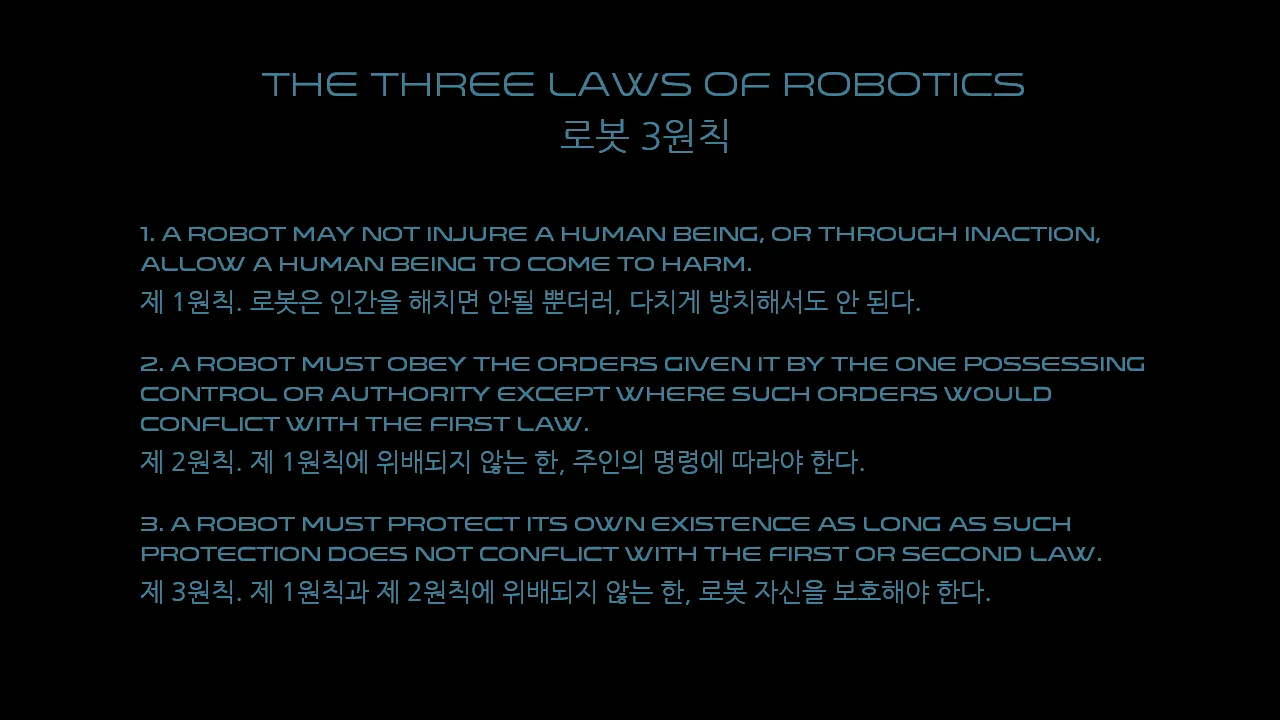 THE THREE LAWS OF ROBOTICS
로봇 3원칙
1. A ROBOT MAY NOT INJURE A HUMAN BEING, OR THROUGH INACTION,
ALLOW A HUMAN BEING TO COME TO HARM.
제 1원칙. 로봇은 인간을 해치면 안될 뿐더러, 다치게 방치해서도 안 된다.
2. A ROBOT MUST OBEY THE ORDERS GIVEN IT BY THE ONE POSSESSING
CONTROL OR AUTHORITY EXCEPT WHERE SUCH ORDERS WOULD
CONFLICT WITH THE FIRST LAW.
제 2원칙. 제 1원칙에 위배되지 않는 한, 주인의 명령에 따라야 한다.
3. A ROBOT MUST PROTECT ITS OWN EXISTENCE AS LONG AS SUCH
PROTECTION DOES NOT CONFLICT WITH THE FIRST OR SECOND LAW.
제 3원칙. 제 1원칙과 제 2원칙에 위배되지 않는 한, 로봇 자신을 보호해야 한다.